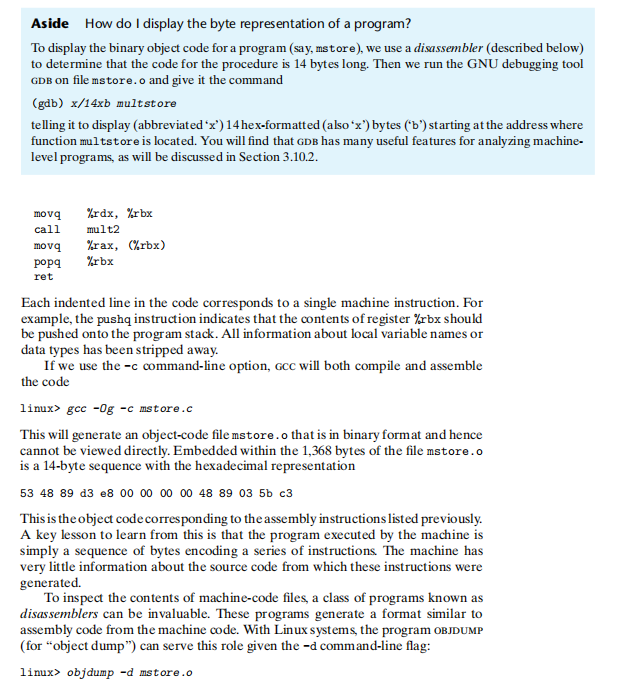 Aside How do I display the byte representation of a program?
To display the binary object code for a program (say, mstore), we use a disassembler (described below)
to determine that the code for the procedure is 14 bytes long. Then we run the GNU debugging tool
GDB on file mstore.o and give it the command
(gdb) x/14xb multstore
telling it to display (abbreviated ‘x’) 14 hex-formatted (also ‘x’) bytes (‘b’) starting at the address where
function multstore is located. You will find that GDB has many useful features for analyzing machine-
level programs, as will be discussed in Section 3.10.2.
movq %rdx, %rbx
call mult2
movq %rax, (%rbx)
popq %rbx
ret
Each indented line in the code corresponds to a single machine instruction. For
example, the pushq instruction indicates that the contents of register %rbx should
be pushed onto the program stack. All information about local variable names or
data types has been stripped away.
If we use the -c command-line option, GCC will both compile and assemble
the code
linux> gcc -Og -c mstore.c
This will generate an object-code file mstore.o that is in binary format and hence
cannot be viewed directly. Embedded within the 1,368 bytes of the file mstore.o
is a 14-byte sequence with the hexadecimal representation
53 48 89 d3 e8 00 00 00 00 48 89 03 5b c3
This is the object code corresponding to the assembly instructions listed previously.
A key lesson to learn from this is that the program executed by the machine is
simply a sequence of bytes encoding a series of instructions. The machine has
very little information about the source code from which these instructions were
generated.
To inspect the contents of machine-code files, a class of programs known as
disassemblers can be invaluable. These programs generate a format similar to
assembly code from the machine code. With Linux systems, the program OBJDUMP
(for “object dump”) can serve this role given the -d command-line flag:
linux> objdump -d mstore.o